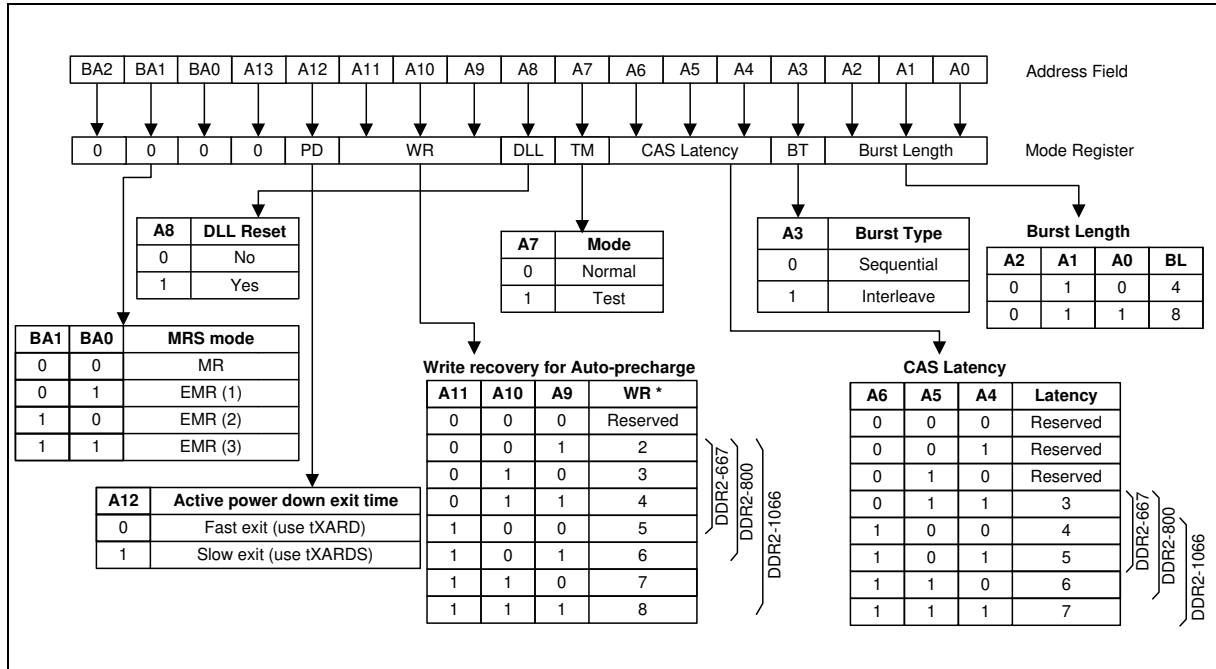 BA2 BA1 BA0 A13 A12 A11 A10 A9 A8 A7 A6 A5 A4 A3 A2 A1 A0 Address Field
0 0 0 0 PD WR DLL TM CAS Latency BT Burst Length Mode Register
A8 DLL Reset
0 No
1 Yes
A7 Mode
0 Normal
1 Test
A3 Burst Type
0 Sequential
1 Interleave
Burst Length
A2 A1 A0 BL
0 1 0 4
0 1 1 8
BA1 BA0 MRS mode
0 0 MR
0 1 EMR (1)
1 0 EMR (2)
1 1 EMR (3)
A12 Active power down exit time
0 Fast exit (use tXARD)
1 Slow exit (use tXARDS)
Write recovery for Auto-precharge
A11 A10 A9 WR *
0 0 0 Reserved
0 0 1 2
0 1 0 3
0 1 1 4
1 0 0 5
1 0 1 6
1 1 0 7
1 1 1 8
DDR2-667
DDR2-800
DDR2-1066
CAS Latency
A6 A5 A4 Latency
0 0 0 Reserved
0 0 1 Reserved
0 1 0 Reserved
0 1 1 3
1 0 0 4
1 0 1 5
1 1 0 6
1 1 1 7
DDR2-667
DDR2-800
DDR2-1066